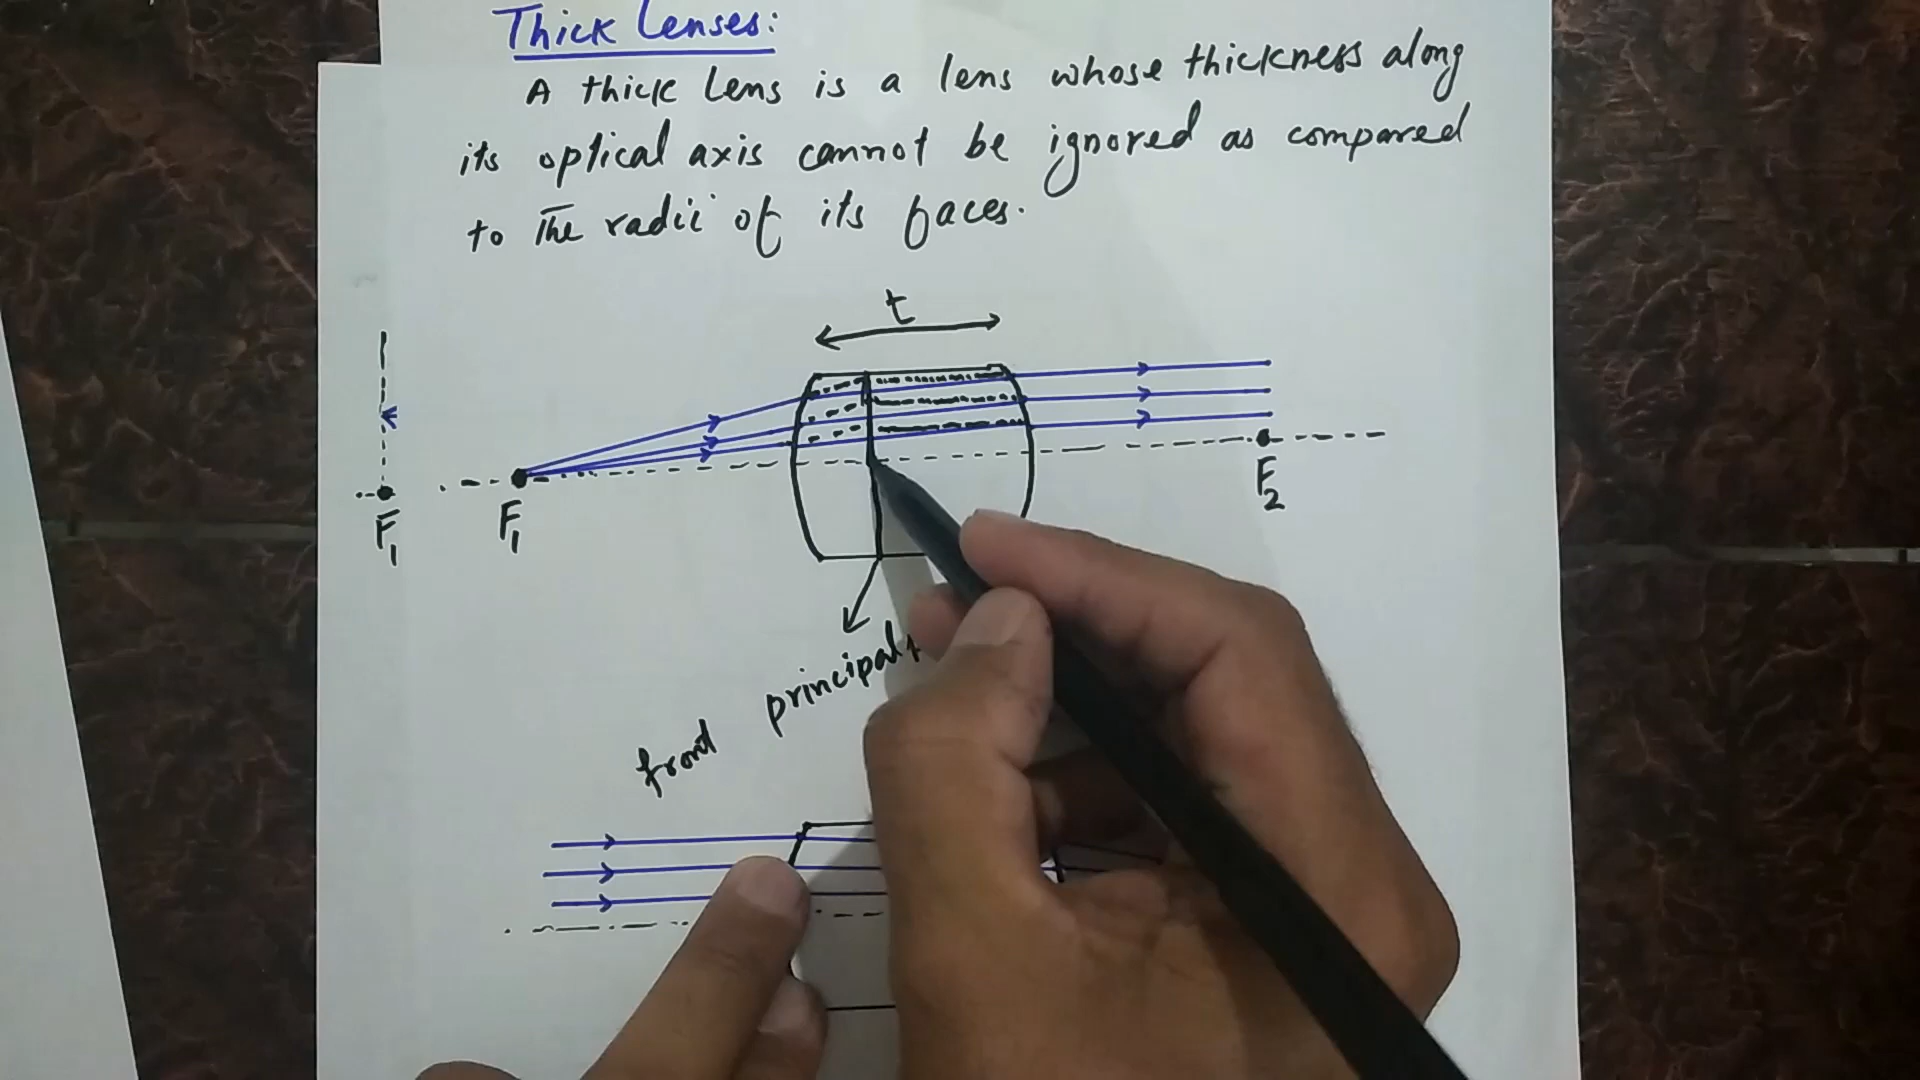 Thick Lenses:
A thick Lens is a lens whose thickness along
its optical axis cannot be ignored as compared
to The radii of its faces.
t
F1
F1
F2
front principal